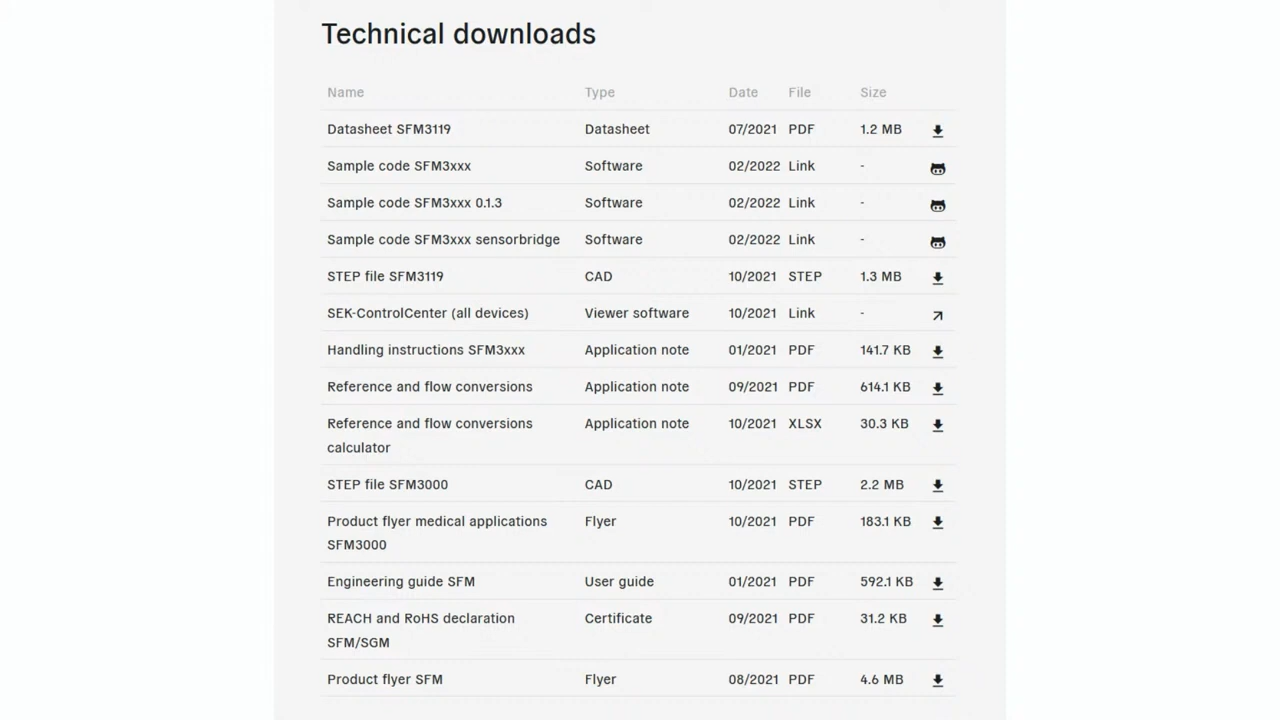 Technical downloads
Name Type Date File Size
Datasheet SFM3119 Datasheet 07/2021 PDF 1.2 MB
Sample code SFM3xxx Software 02/2022 Link -
Sample code SFM3xxx 0.1.3 Software 02/2022 Link -
Sample code SFM3xxx sensorbridge Software 02/2022 Link -
STEP file SFM3119 CAD 10/2021 STEP 1.3 MB
SEK-ControlCenter (all devices) Viewer software 10/2021 Link -
Handling instructions SFM3xxx Application note 01/2021 PDF 141.7 KB
Reference and flow conversions Application note 09/2021 PDF 614.1 KB
Reference and flow conversions Application note 10/2021 XLSX 30.3 KB
calculator
STEP file SFM3000 CAD 10/2021 STEP 2.2 MB
Product flyer medical applications Flyer 10/2021 PDF 183.1 KB
SFM3000
Engineering guide SFM User guide 01/2021 PDF 592.1 KB
REACH and RoHS declaration Certificate 09/2021 PDF 31.2 KB
SFM/SGM
Product flyer SFM Flyer 08/2021 PDF 4.6 MB